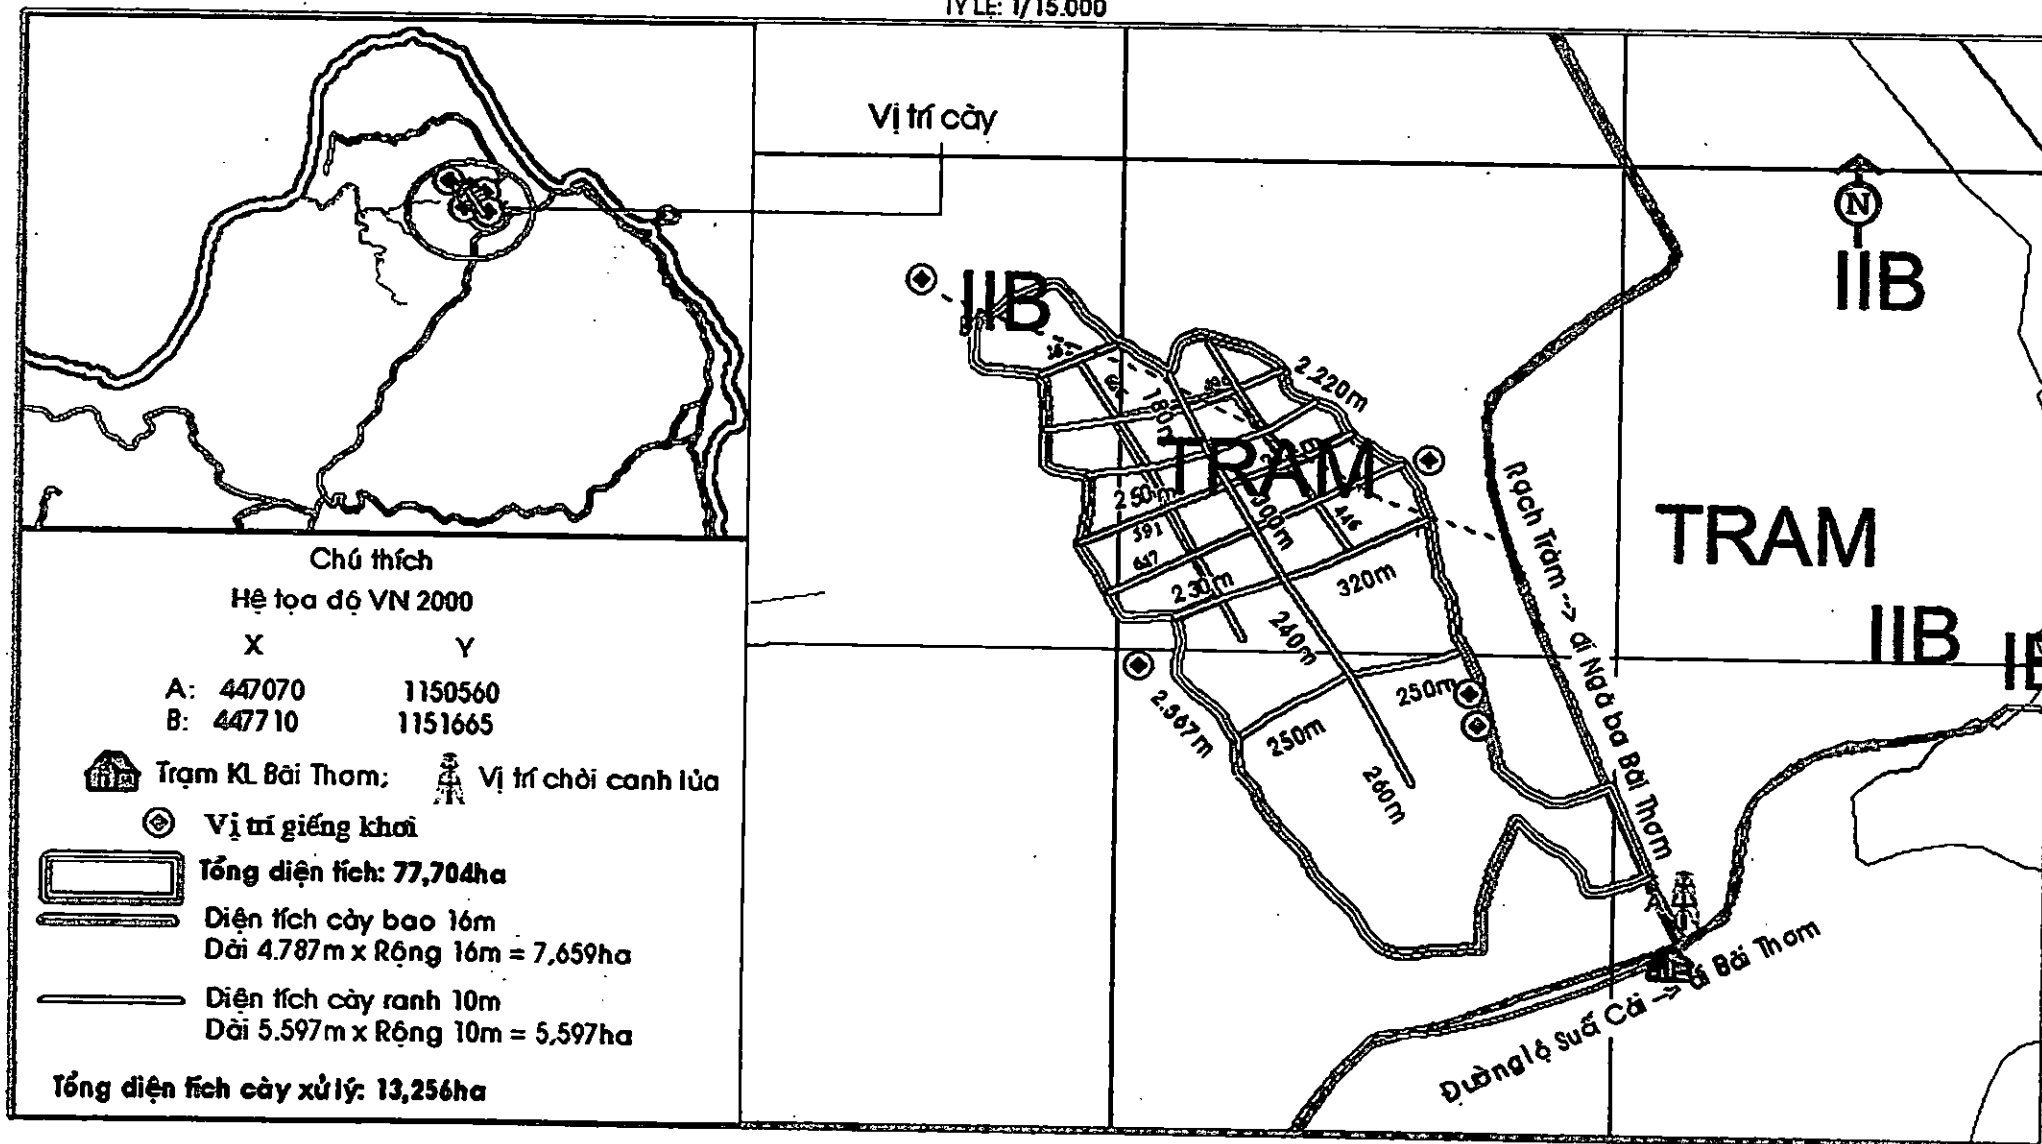 TỶ LỆ: 1/15.000
Vị trí cày
N
IIB
IIB
2.220m
180m
TRAM
250m
591
647
300m
446
230m
320m
240m
2.567m
250m
250m
260m
Rạch Tràm --> đi Ngã ba Bãi Thơm
TRAM
IIB
A
Đường lộ Suối Cái --> đi Bãi Thơm
Chú thích
Hệ tọa độ VN 2000
X Y
A: 447070 1150560
B: 447710 1151665
Trạm KL Bãi Thơm; Vị trí chòi canh lửa
Vị trí giếng khơi
Tổng diện tích: 77,704ha
Diện tích cày bao 16m
Dài 4.787m x Rộng 16m = 7,659ha
Diện tích cày ranh 10m
Dài 5.597m x Rộng 10m = 5,597ha
Tổng diện tích cày xử lý: 13,256ha